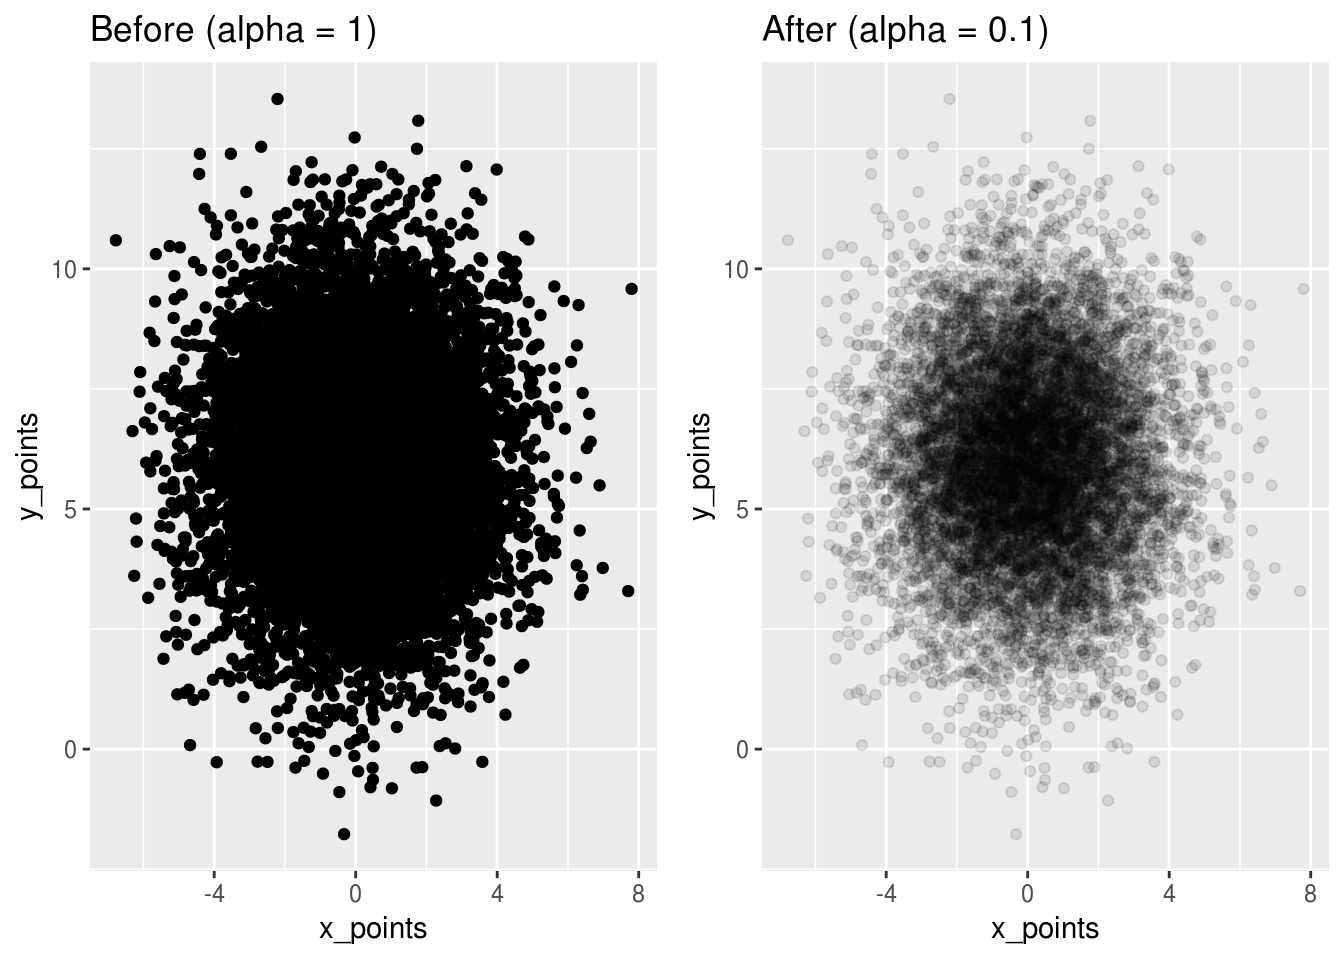 Before (alpha = 1)
10
5
0
y_points
-4
0
4
8
x_points
After (alpha = 0.1)
10
5
0
y_points
-4
0
4
8
x_points